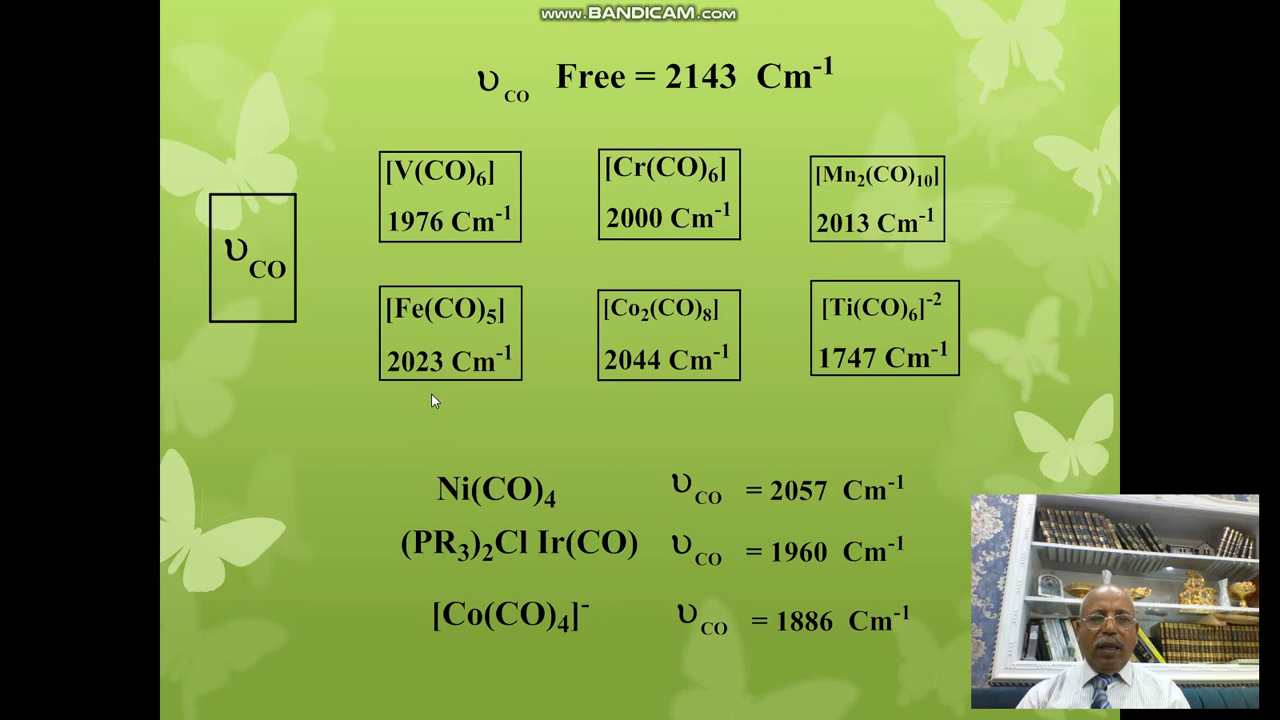 www.BANDICAM.com
υCO Free = 2143 Cm⁻¹
[V(CO)₆]
1976 Cm⁻¹
[Cr(CO)₆]
2000 Cm⁻¹
[Mn₂(CO)₁₀]
2013 Cm⁻¹
υCO
[Fe(CO)₅]
2023 Cm⁻¹
[Co₂(CO)₈]
2044 Cm⁻¹
[Ti(CO)₆]⁻²
1747 Cm⁻¹
Ni(CO)₄ υCO = 2057 Cm⁻¹
(PR₃)₂Cl Ir(CO) υCO = 1960 Cm⁻¹
[Co(CO)₄]⁻ υCO = 1886 Cm⁻¹